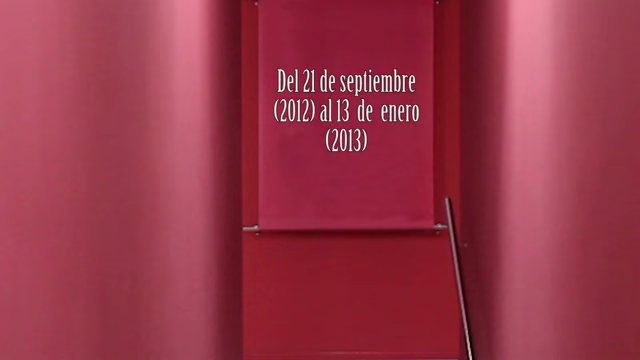 Del 21 de septiembre
(2012) al 13 de enero
(2013)